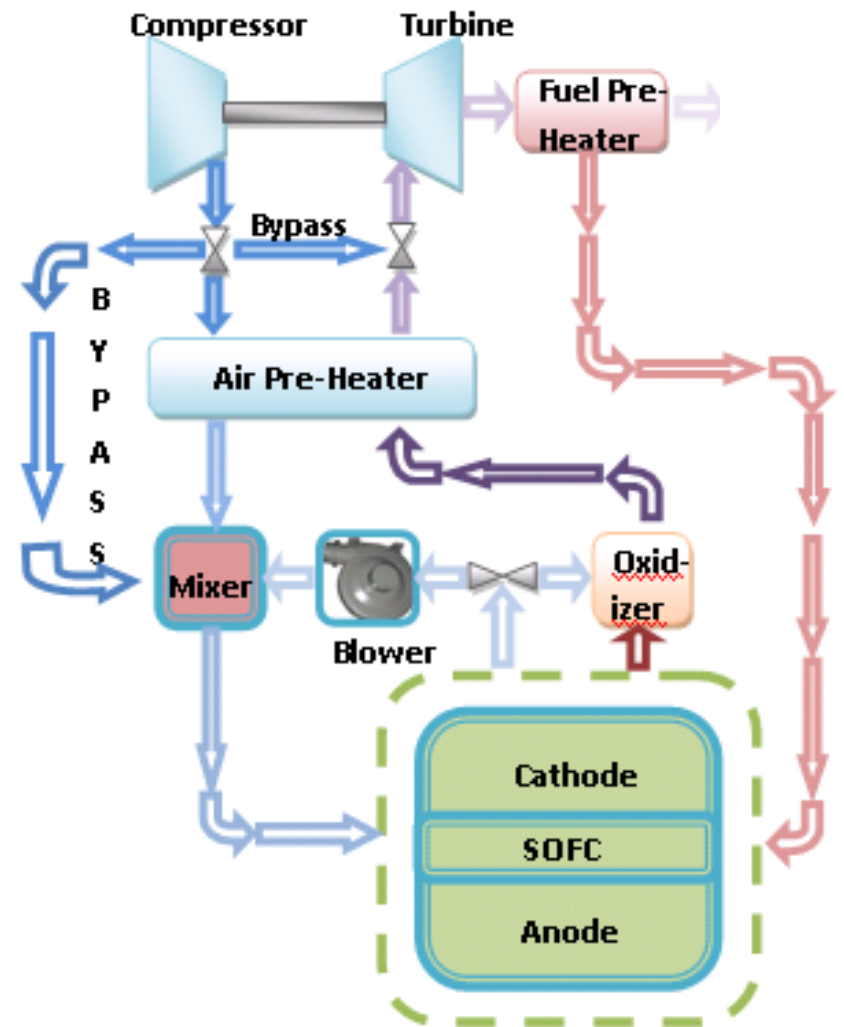 Compressor
Turbine
Fuel Pre-
Heater
Bypass
B
Y
P
A
S
S
Air Pre-Heater
Mixer
Oxid-
izer
Blower
Cathode
SOFC
Anode